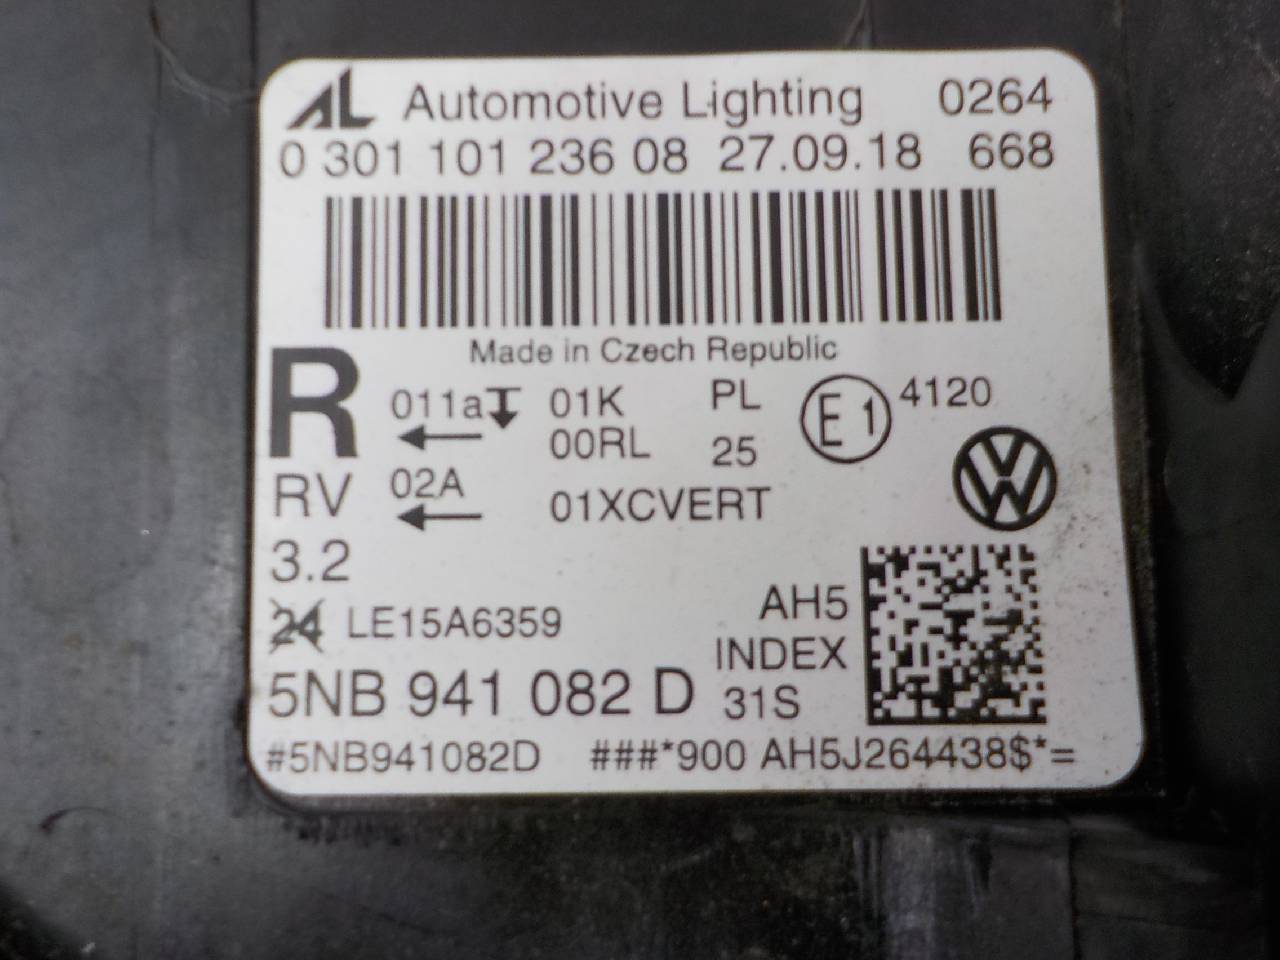 AL Automotive Lighting 0264
0 301 101 236 08 27.09.18 668
Made in Czech Republic
R 011a 01K PL E1 4120
00RL 25
RV 02A 01XCVERT
3.2
24 LE15A6359 AH5
INDEX
5NB 941 082 D 31S
#5NB941082D ###*900 AH5J264438$*=